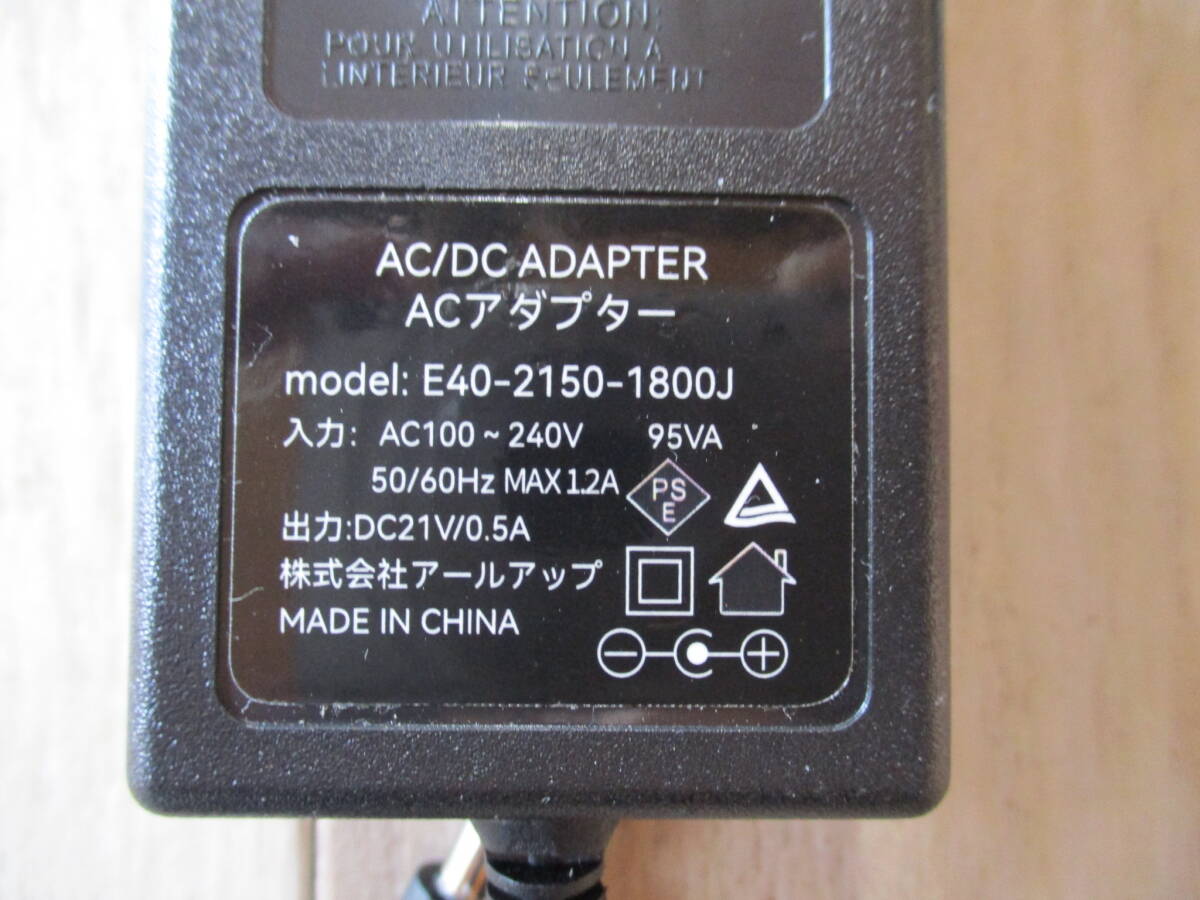 ATTENTION:
POUR UTILISATION A
L'INTERIEUR SEULEMENT
AC/DC ADAPTER
ACアダプター
model: E40-2150-1800J
入力: AC100 ~ 240V 95VA
50/60Hz MAX 1.2A
PS
E
出力:DC21V/0.5A
株式会社アールアップ
MADE IN CHINA